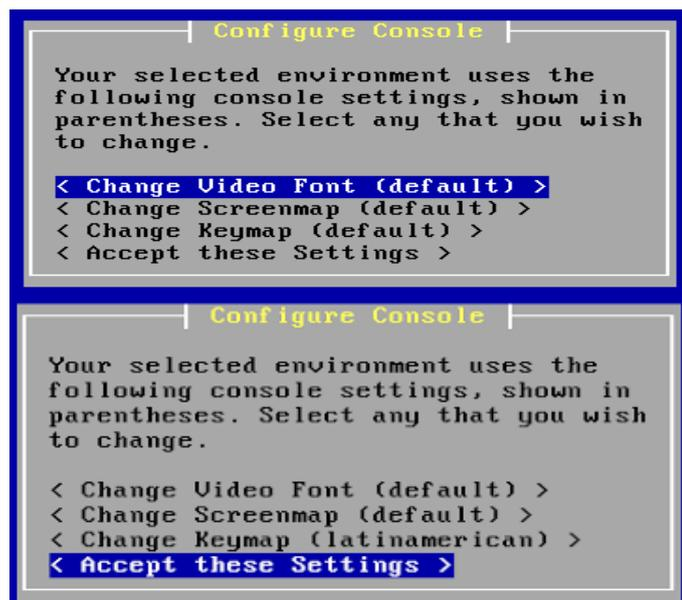 Configure Console
Your selected environment uses the
following console settings, shown in
parentheses. Select any that you wish
to change.
< Change Video Font (default) >
< Change Screenmap (default) >
< Change Keymap (default) >
< Accept these Settings >
Configure Console
Your selected environment uses the
following console settings, shown in
parentheses. Select any that you wish
to change.
< Change Video Font (default) >
< Change Screenmap (default) >
< Change Keymap (latinamerican) >
< Accept these Settings >